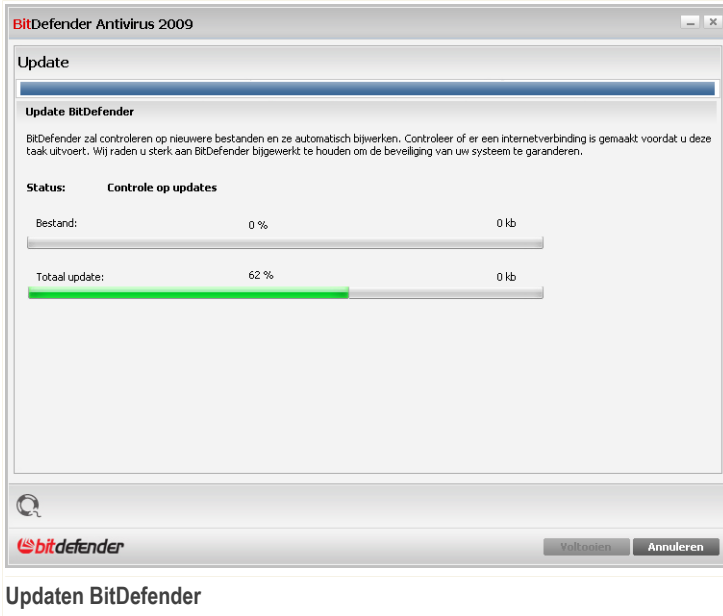 BitDefender Antivirus 2009
Update
Update BitDefender
BitDefender zal controleren op nieuwere bestanden en ze automatisch bijwerken. Controleer of er een internetverbinding is gemaakt voordat u deze
taak uitvoert. Wij raden u sterk aan BitDefender bijgewerkt te houden om de beveiliging van uw systeem te garanderen.
Status: Controle op updates
Bestand: 0 % 0 kb
Totaal update: 62 % 0 kb
bitdefender
Voltooien Annuleren
Updaten BitDefender